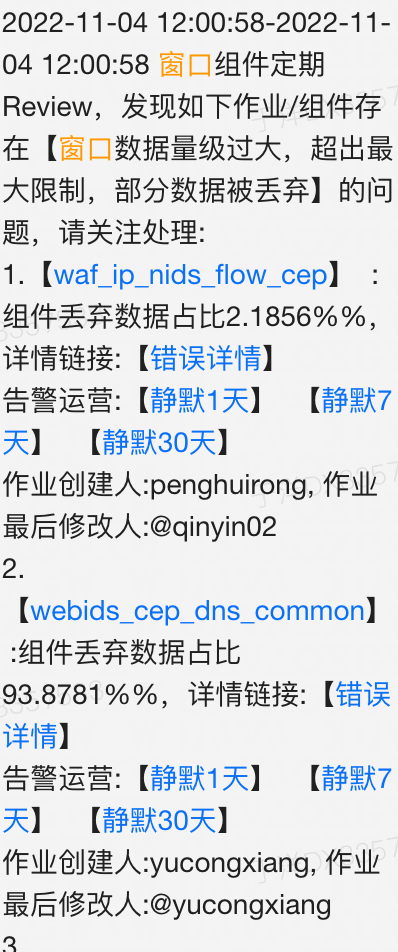 2022-11-04 12:00:58-2022-11-
04 12:00:58 窗口组件定期
Review，发现如下作业/组件存
在【窗口数据量级过大，超出最
大限制，部分数据被丢弃】的问
题，请关注处理:
1.【waf_ip_nids_flow_cep】 :
组件丢弃数据占比2.1856%%，
详情链接:【错误详情】
告警运营:【静默1天】 【静默7
天】 【静默30天】
作业创建人:penghuirong, 作业
最后修改人:@qinyin02
2.
【webids_cep_dns_common】
:组件丢弃数据占比
93.8781%%，详情链接:【错误
详情】
告警运营:【静默1天】 【静默7
天】 【静默30天】
作业创建人:yucongxiang, 作业
最后修改人:@yucongxiang
3